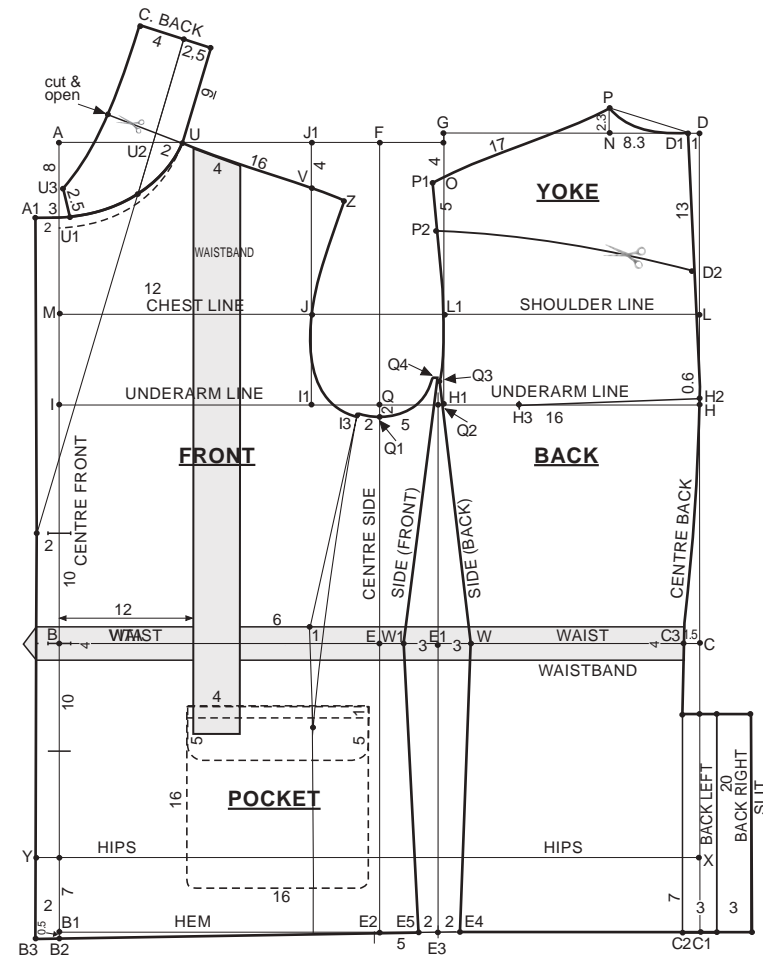 C. BACK
4
2,5
9
cut &
open
A
U
J1
F
G
P
D
2.3
N
8.3
D1
1
17
U2
2
16
4
4
4
8
V
P1
O
U3
2.5
Z
5
YOKE
13
A1
3
2
U1
P2
WAISTBAND
D2
12
M
CHEST LINE
J
L1
SHOULDER LINE
L
Q4
Q3
0.6
I
UNDERARM LINE
I1
Q
H1
UNDERARM LINE
H2
H
2
H3
16
I3
2
5
Q1
Q2
FRONT
BACK
CENTRE FRONT
CENTRE SIDE
SIDE (FRONT)
SIDE (BACK)
CENTRE BACK
2
10
12
6
B
4
WAIST
1
E
W1
E1
W
WAIST
4
C3
1.5
C
3
3
WAISTBAND
10
4
1
5
5
16
POCKET
20
BACK LEFT
BACK RIGHT
SLIT
Y
HIPS
HIPS
X
7
16
7
2
0.5
B1
HEM
E2
E5
2
2
E4
3
3
B3
B2
5
E3
C2
C1